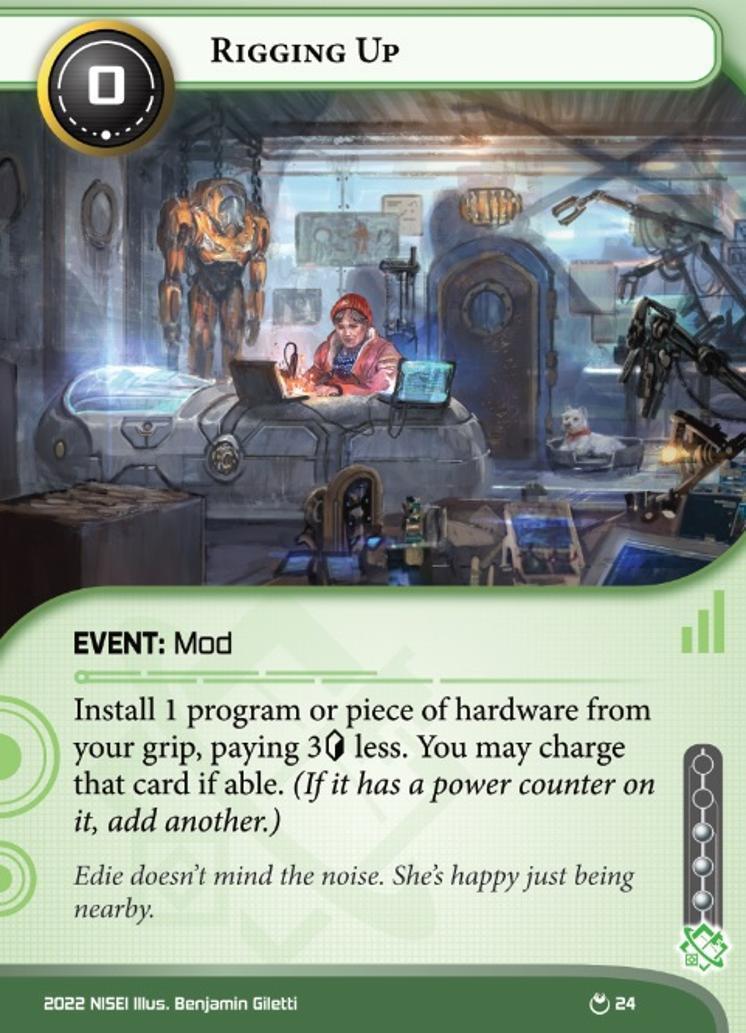 0
Rigging Up
EVENT: Mod
Install 1 program or piece of hardware from
your grip, paying 3 less. You may charge
that card if able. (If it has a power counter on
it, add another.)
Edie doesn't mind the noise. She's happy just being
nearby.
2022 NISEI Illus. Benjamin Giletti
24